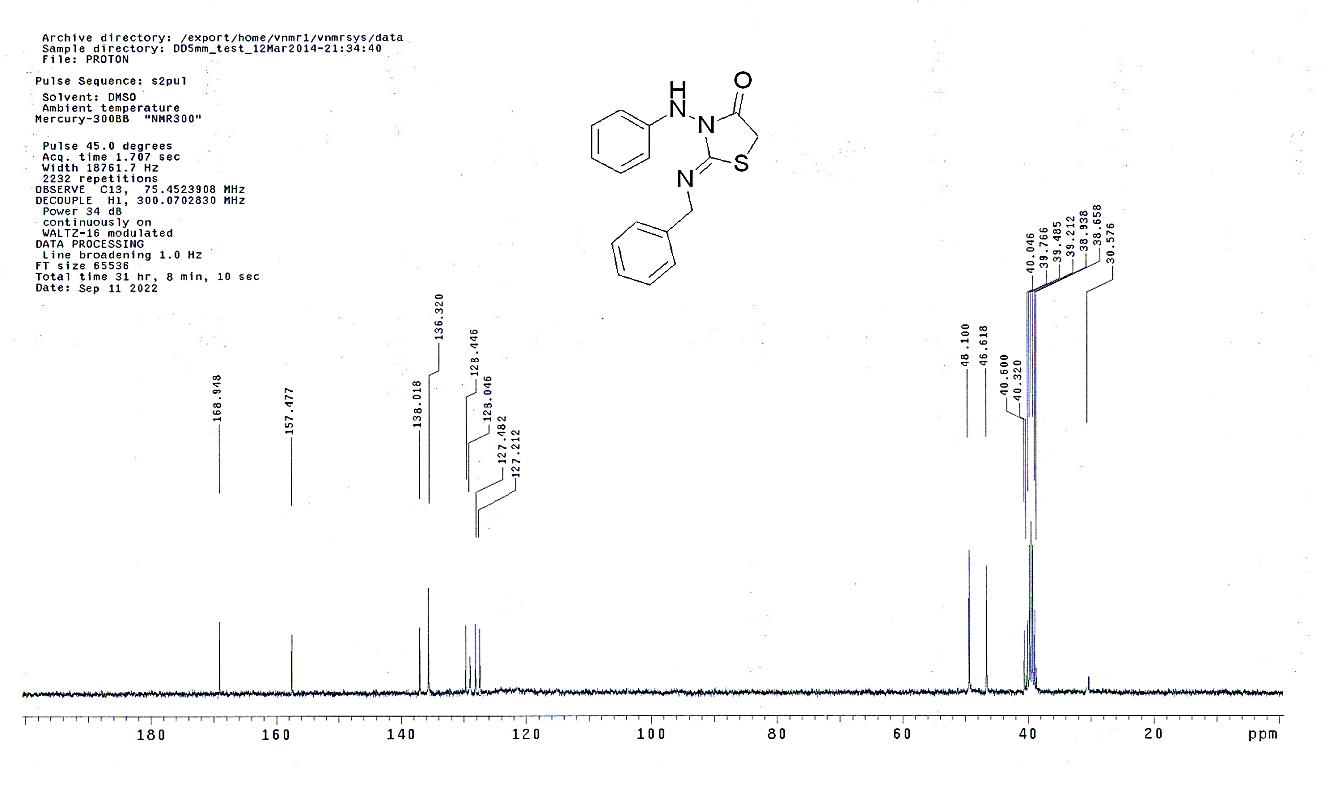 Archive directory: /export/home/vnmr1/vnmrsys/data
Sample directory: DD5mm_test_12Mar2014-21:34:40
File: PROTON
Pulse Sequence: s2pul
Solvent: DMSO
Ambient temperature
Mercury-300BB "NMR300"
Pulse 45.0 degrees
Acq. time 1.707 sec
Width 18761.7 Hz
2232 repetitions
OBSERVE C13, 75.4523908 MHz
DECOUPLE H1, 300.0702830 MHz
Power 34 dB
continuously on
WALTZ-16 modulated
DATA PROCESSING
Line broadening 1.0 Hz
FT size 65536
Total time 31 hr, 8 min, 10 sec
Date: Sep 11 2022
H
N
N
O
S
N
168.948
157.477
138.018
136.320
128.446
128.046
127.482
127.212
48.100
46.618
40.600
40.320
40.046
39.766
39.485
39.212
38.938
38.658
30.576
180 160 140 120 100 80 60 40 20 ppm